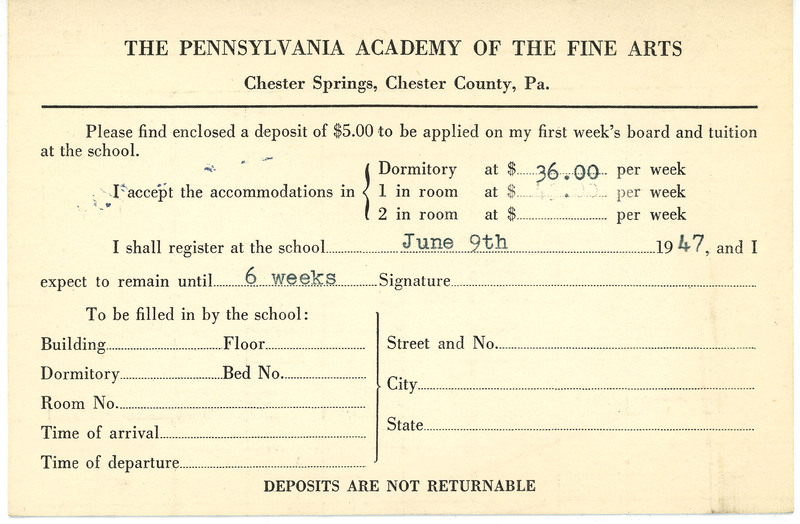 THE PENNSYLVANIA ACADEMY OF THE FINE ARTS
Chester Springs, Chester County, Pa.
Please find enclosed a deposit of $5.00 to be applied on my first week's board and tuition
at the school.
Dormitory at $ 36.00 per week
I accept the accommodations in { 1 in room at $ per week
2 in room at $ per week
I shall register at the school June 9th 1947, and I
expect to remain until 6 weeks Signature
To be filled in by the school:
Building Floor
Dormitory Bed No.
Room No.
Time of arrival
Time of departure
Street and No.
City
State
DEPOSITS ARE NOT RETURNABLE